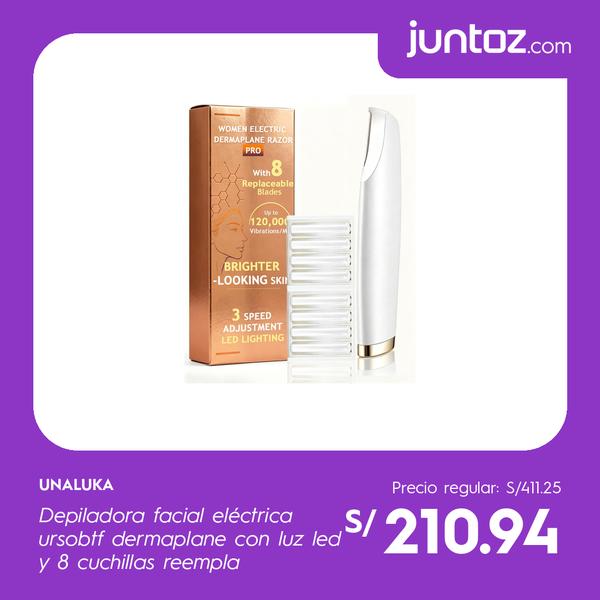 juntoz.com
WOMEN ELECTRIC
DERMAPLANE RAZOR
PRO
With 8
Replaceable
Blades
Up to
120,000
Vibrations/M
BRIGHTER
-LOOKING SKIN
3 SPEED
ADJUSTMENT
LED LIGHTING
UNALUKA
Depiladora facial eléctrica
ursobtf dermaplane con luz led
y 8 cuchillas reempla
Precio regular: S/411.25
S/ 210.94